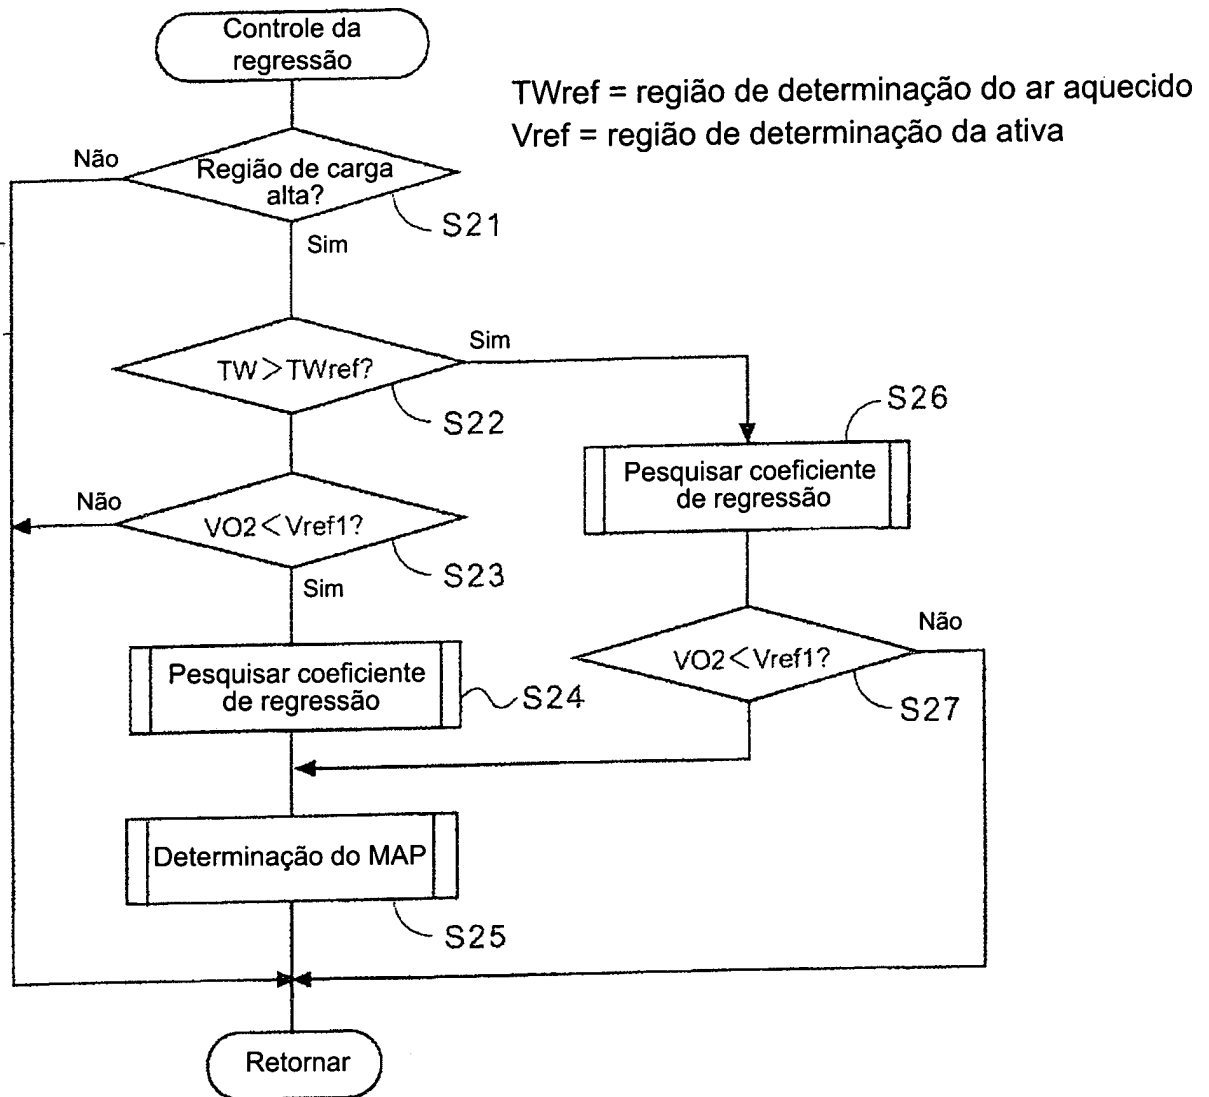 Controle da
regressão
TWref = região de determinação do ar aquecido
Vref = região de determinação da ativa
Não
Região de carga
alta?
S21
Sim
TW>TWref?
Sim
S22
S26
Pesquisar coeficiente
de regressão
Não
VO2<Vref1?
S23
Sim
Não
VO2<Vref1?
S27
Pesquisar coeficiente
de regressão
S24
Determinação do MAP
S25
Retornar